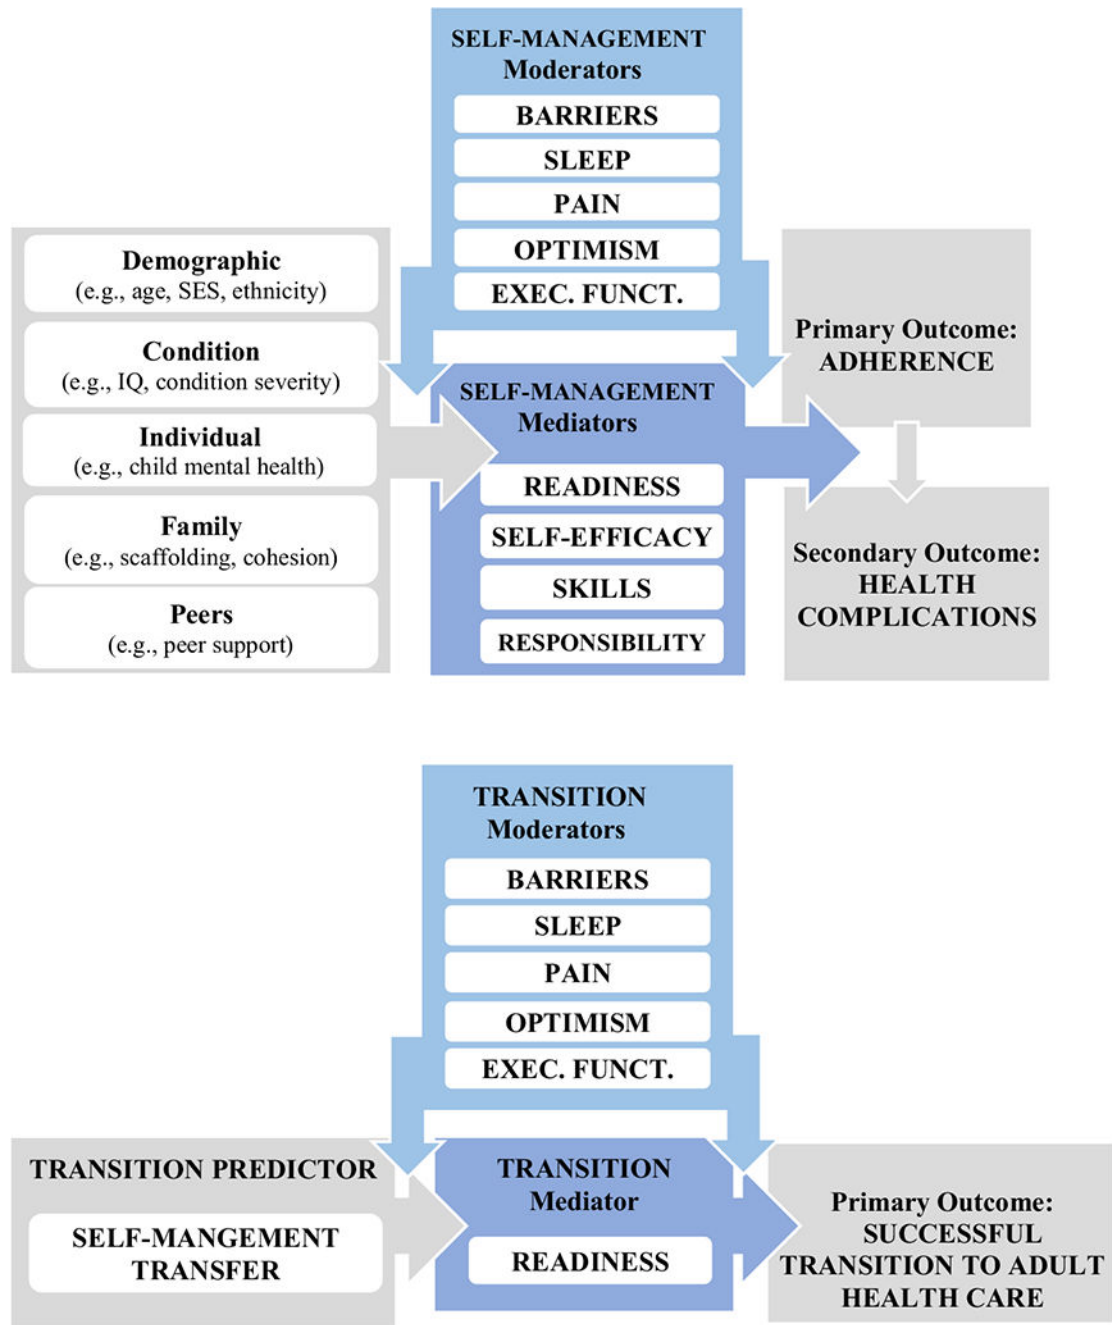 SELF-MANAGEMENT
Moderators
BARRIERS
SLEEP
PAIN
OPTIMISM
EXEC. FUNCT.
Demographic
(e.g., age, SES, ethnicity)
Condition
(e.g., IQ, condition severity)
Individual
(e.g., child mental health)
Family
(e.g., scaffolding, cohesion)
Peers
(e.g., peer support)
SELF-MANAGEMENT
Mediators
READINESS
SELF-EFFICACY
SKILLS
RESPONSIBILITY
Primary Outcome:
ADHERENCE
Secondary Outcome:
HEALTH
COMPLICATIONS
TRANSITION
Moderators
BARRIERS
SLEEP
PAIN
OPTIMISM
EXEC. FUNCT.
TRANSITION PREDICTOR
SELF-MANGEMENT
TRANSFER
TRANSITION
Mediator
READINESS
Primary Outcome:
SUCCESSFUL
TRANSITION TO ADULT
HEALTH CARE